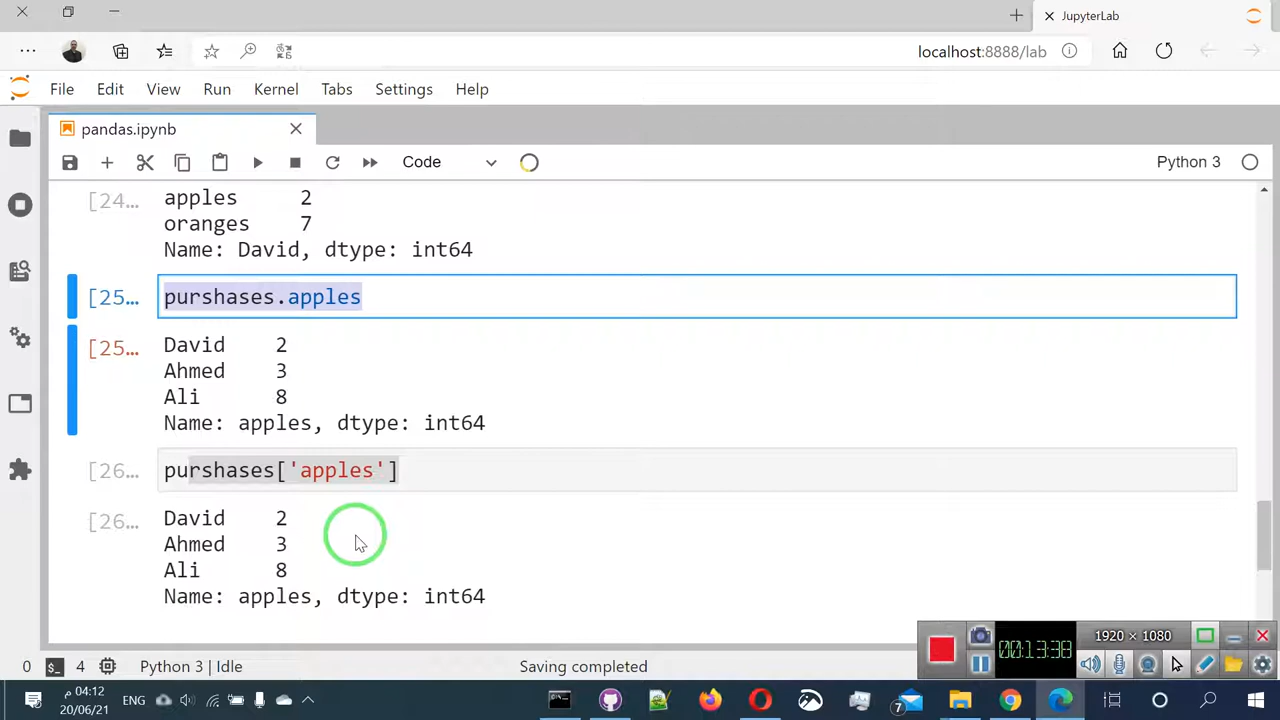 JupyterLab
localhost:8888/lab
File Edit View Run Kernel Tabs Settings Help
pandas.ipynb
Code
Python 3
[24... apples 2
oranges 7
Name: David, dtype: int64
[25... purshases.apples
[25... David 2
Ahmed 3
Ali 8
Name: apples, dtype: int64
[26... purshases['apples']
[26... David 2
Ahmed 3
Ali 8
Name: apples, dtype: int64
1920 × 1080
00:13:38
0 4 Python 3 | Idle Saving completed
04:12 م
20/06/21
ENG
7